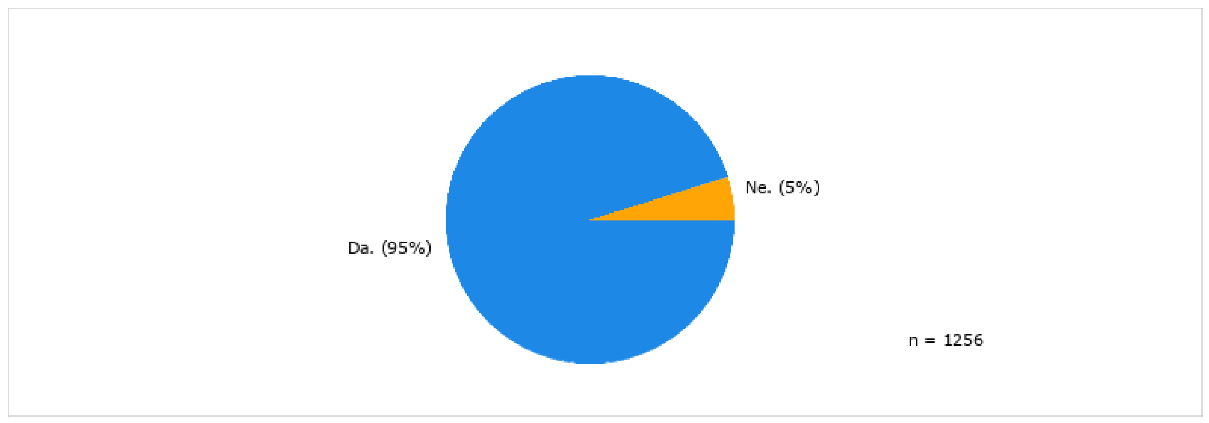 Ne. (5%)
Da. (95%)
n = 1256